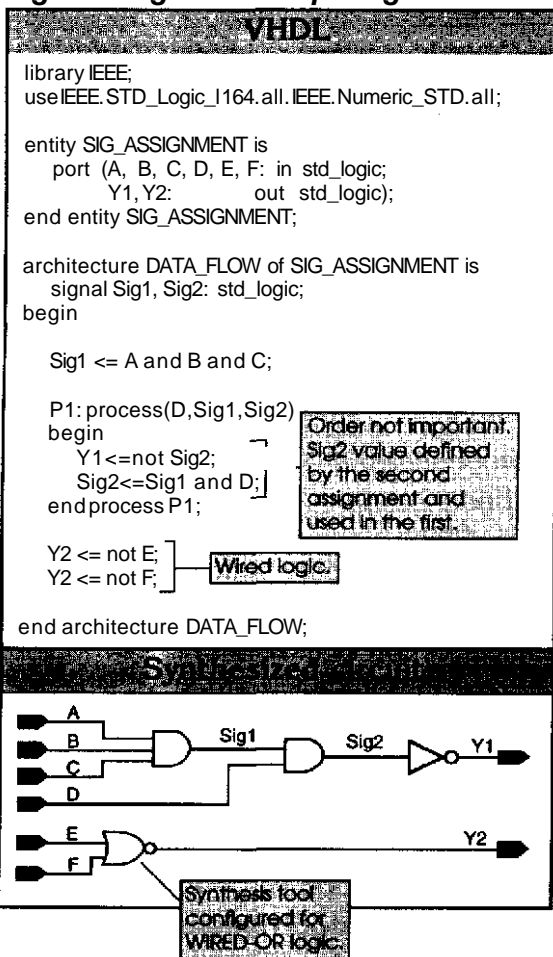 VHDL
library IEEE;
use IEEE.STD_Logic_I164.all. IEEE.Numeric_STD.all;
entity SIG_ASSIGNMENT is
port (A, B, C, D, E, F: in std_logic;
Y1, Y2: out std_logic);
end entity SIG_ASSIGNMENT;
architecture DATA_FLOW of SIG_ASSIGNMENT is
signal Sig1, Sig2: std_logic;
begin
Sig1 <= A and B and C;
P1: process(D,Sig1,Sig2)
begin
Y1<=not Sig2;
Sig2<=Sig1 and D;
end process P1;
Order not important.
Sig2 value defined
by the second
assignment and
used in the first.
Y2 <= not E;
Y2 <= not F;
Wired logic.
end architecture DATA_FLOW;
Synthesized circuit
A
B
C
D
Sig1
Sig2
Y1
E
F
Y2
Synthesis tool
configured for
WIRED-OR logic.